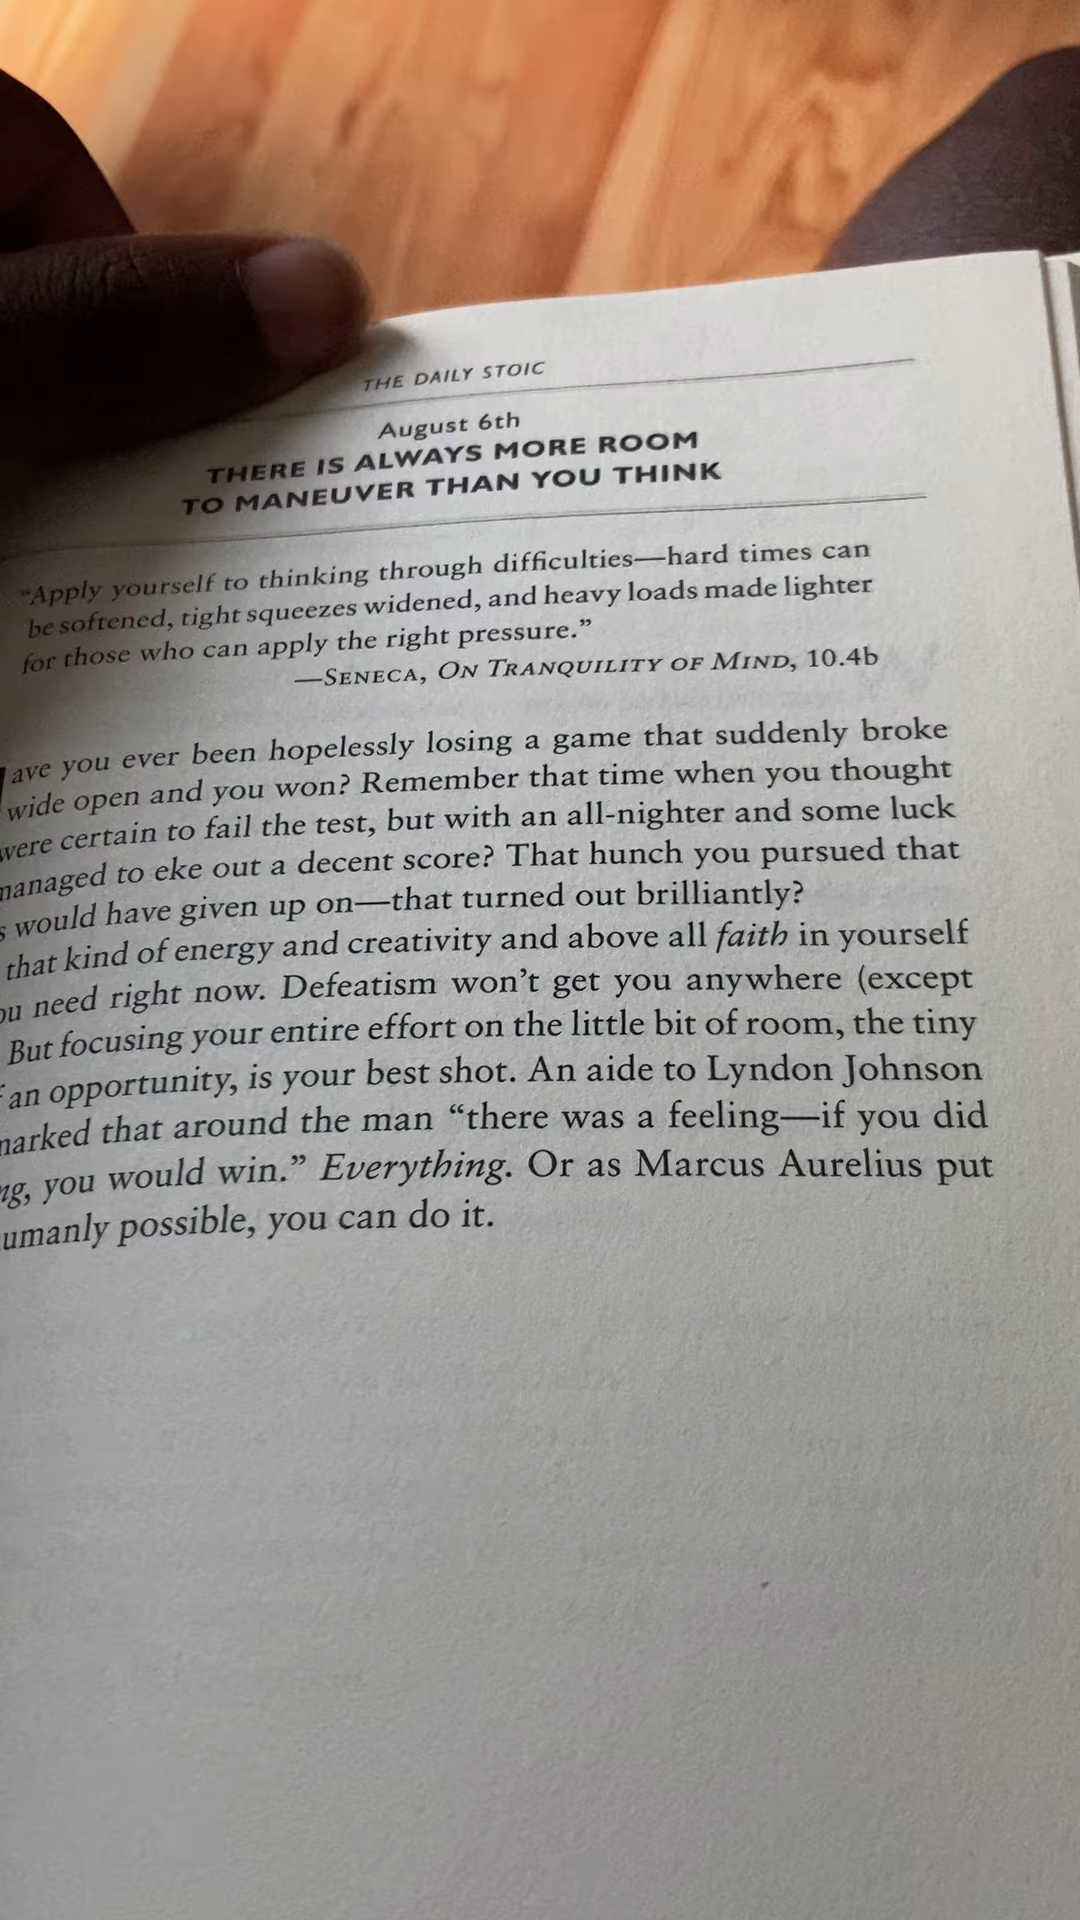 THE DAILY STOIC
August 6th
THERE IS ALWAYS MORE ROOM
TO MANEUVER THAN YOU THINK
“Apply yourself to thinking through difficulties—hard times can
be softened, tight squeezes widened, and heavy loads made lighter
for those who can apply the right pressure.”
—SENECA, ON TRANQUILITY OF MIND, 10.4b
ave you ever been hopelessly losing a game that suddenly broke
wide open and you won? Remember that time when you thought
were certain to fail the test, but with an all-nighter and some luck
managed to eke out a decent score? That hunch you pursued that
would have given up on—that turned out brilliantly?
that kind of energy and creativity and above all faith in yourself
need right now. Defeatism won’t get you anywhere (except
But focusing your entire effort on the little bit of room, the tiny
an opportunity, is your best shot. An aide to Lyndon Johnson
marked that around the man “there was a feeling—if you did
you would win.” Everything. Or as Marcus Aurelius put
umanly possible, you can do it.